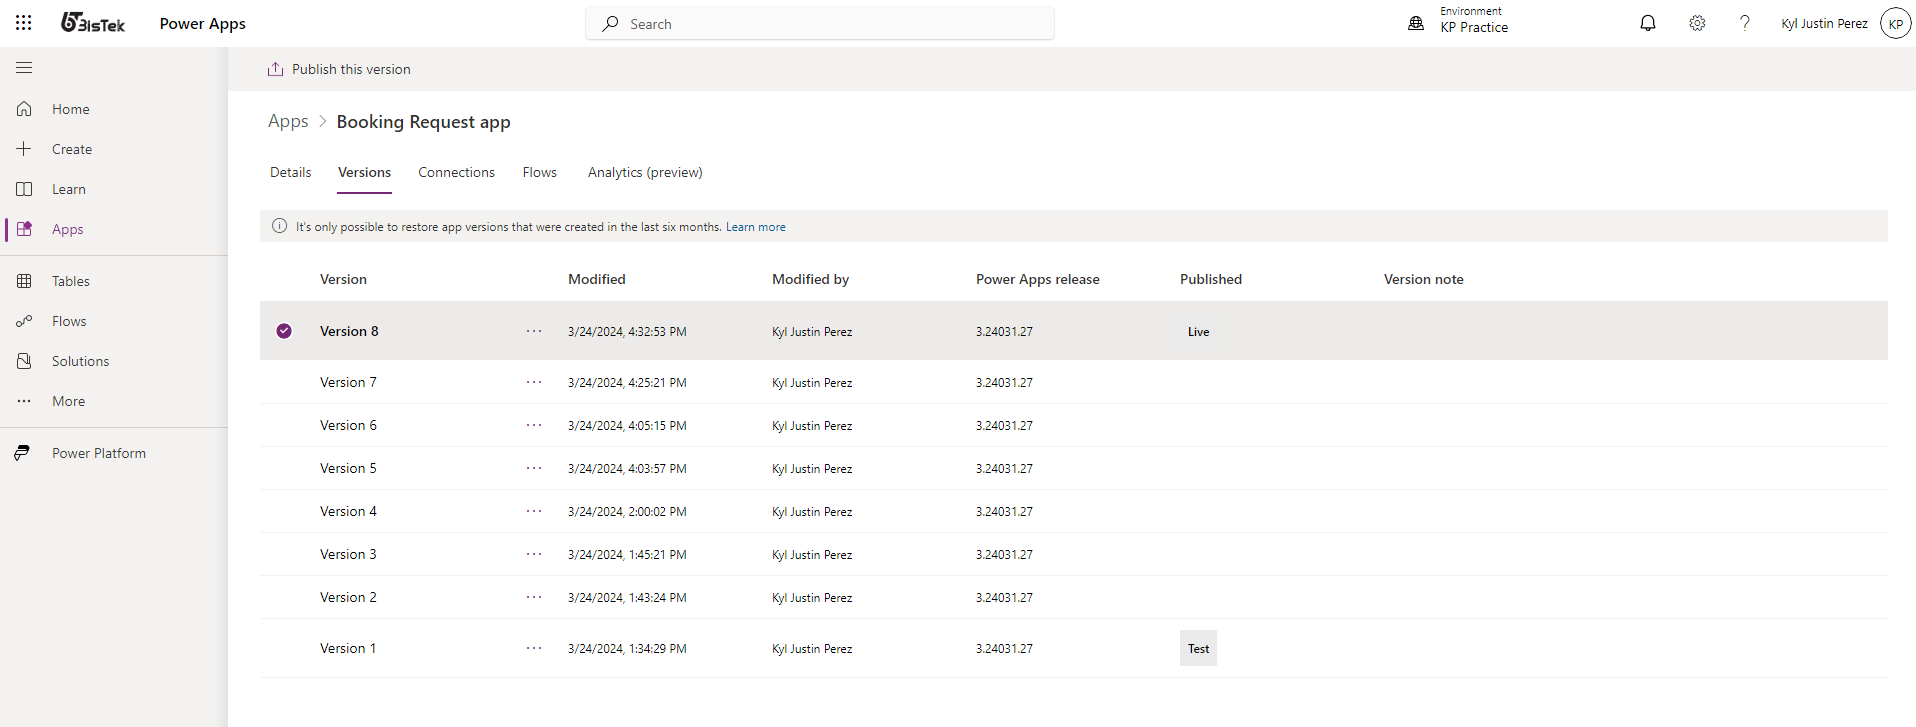 BisTek
Power Apps
Search
Environment
KP Practice
Kyl Justin Perez
KP
Publish this version
Home
Create
Learn
Apps
Tables
Flows
Solutions
More
Power Platform
Apps > Booking Request app
Details Versions Connections Flows Analytics (preview)
It's only possible to restore app versions that were created in the last six months. Learn more
Version Modified Modified by Power Apps release Published Version note
Version 8 ... 3/24/2024, 4:32:53 PM Kyl Justin Perez 3.24031.27 Live
Version 7 ... 3/24/2024, 4:25:21 PM Kyl Justin Perez 3.24031.27
Version 6 ... 3/24/2024, 4:05:15 PM Kyl Justin Perez 3.24031.27
Version 5 ... 3/24/2024, 4:03:57 PM Kyl Justin Perez 3.24031.27
Version 4 ... 3/24/2024, 2:00:02 PM Kyl Justin Perez 3.24031.27
Version 3 ... 3/24/2024, 1:45:21 PM Kyl Justin Perez 3.24031.27
Version 2 ... 3/24/2024, 1:43:24 PM Kyl Justin Perez 3.24031.27
Version 1 ... 3/24/2024, 1:34:29 PM Kyl Justin Perez 3.24031.27 Test